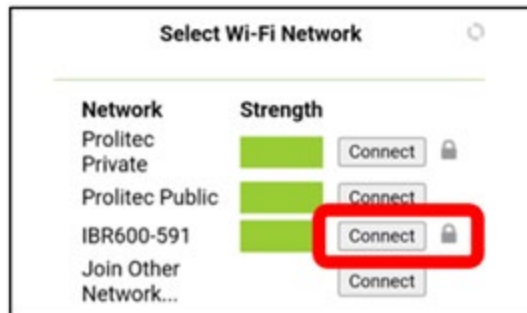 Select Wi-Fi Network
Network Strength
Prolitec
Private Connect
Prolitec Public Connect
IBR600-591 Connect
Join Other
Network... Connect